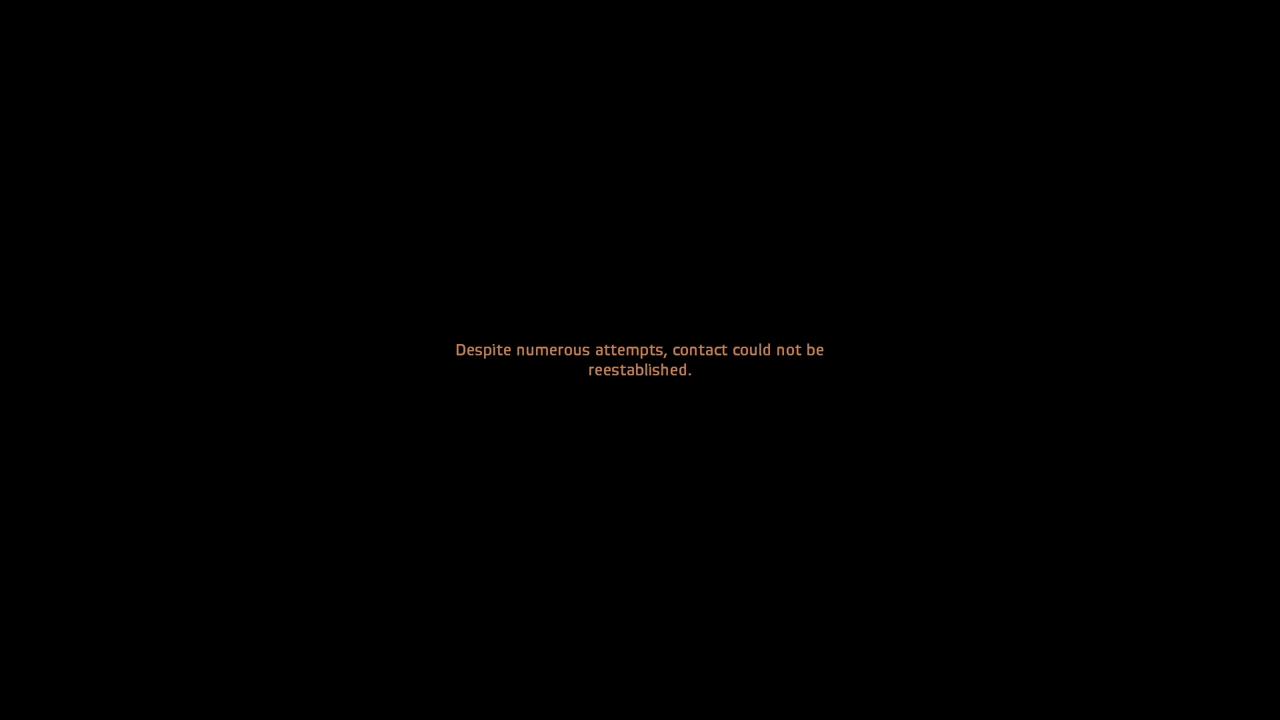 Despite numerous attempts, contact could not be
reestablished.